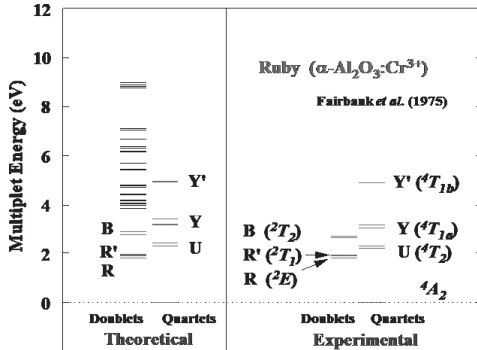 Multiplet Energy (eV)
12
10
8
6
4
2
0
Y'
B
Y
R'
U
R
Doublets
Quartets
Theoretical
Ruby (α-Al₂O₃:Cr³⁺)
Fairbank et al. (1975)
Y' (⁴T₁b)
B (²T₂)
Y (⁴T₁a)
R' (²T₁)
U (⁴T₂)
R (²E)
⁴A₂
Doublets
Quartets
Experimental